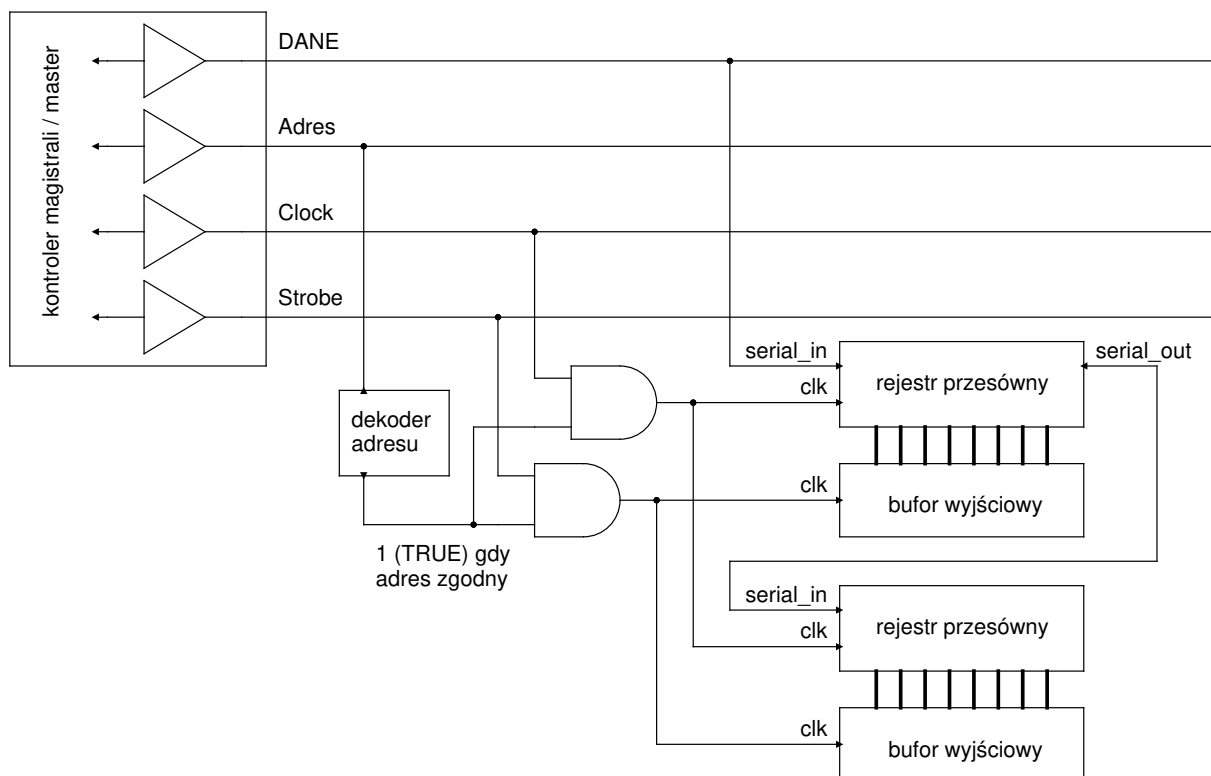 kontroler magistrali / master
DANE
Adres
Clock
Strobe
serial_in
serial_out
clk
rejestr przesówny
dekoder
adresu
clk
bufor wyjściowy
1 (TRUE) gdy
adres zgodny
serial_in
clk
rejestr przesówny
clk
bufor wyjściowy